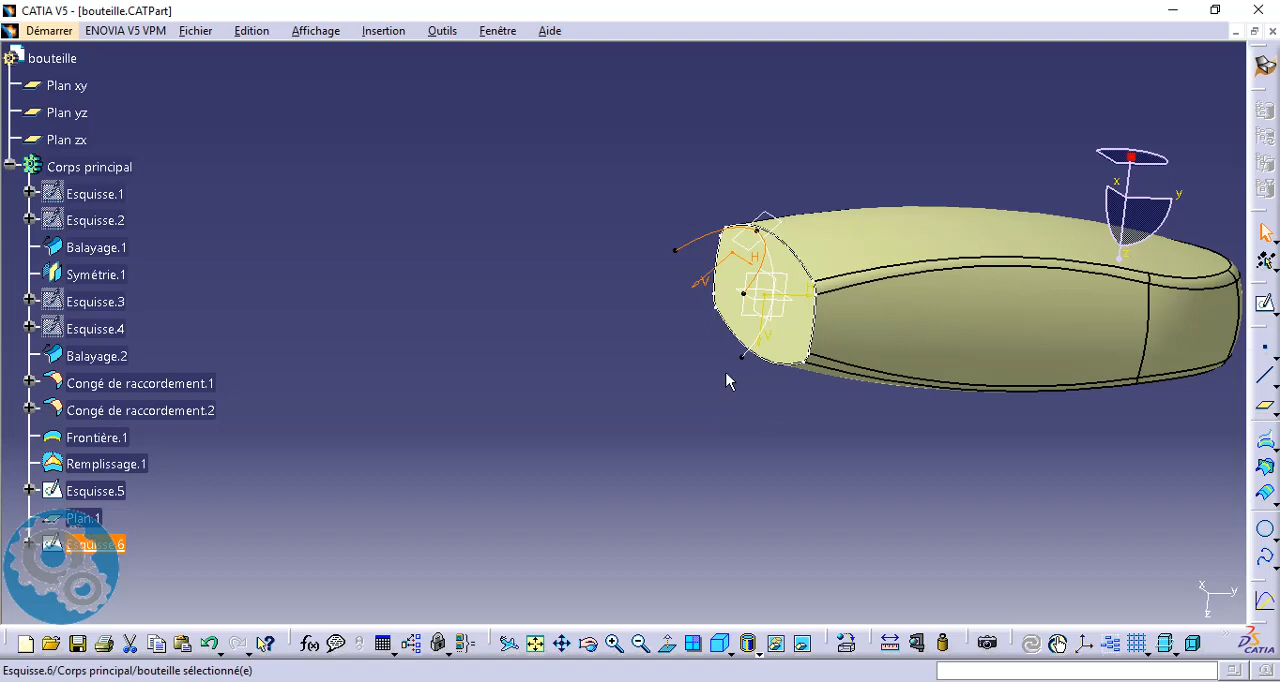 CATIA V5 - [bouteille.CATPart]
Démarrer ENOVIA V5 VPM Fichier Edition Affichage Insertion Outils Fenêtre Aide
bouteille
Plan xy
Plan yz
Plan zx
Corps principal
Esquisse.1
Esquisse.2
Balayage.1
Symétrie.1
Esquisse.3
Esquisse.4
Balayage.2
Congé de raccordement.1
Congé de raccordement.2
Frontière.1
Remplissage.1
Esquisse.5
Plan.1
Esquisse.6
x
y
z
H
V
V
x
y
z
f(x)
CATIA
Esquisse.6/Corps principal/bouteille sélectionné(e)